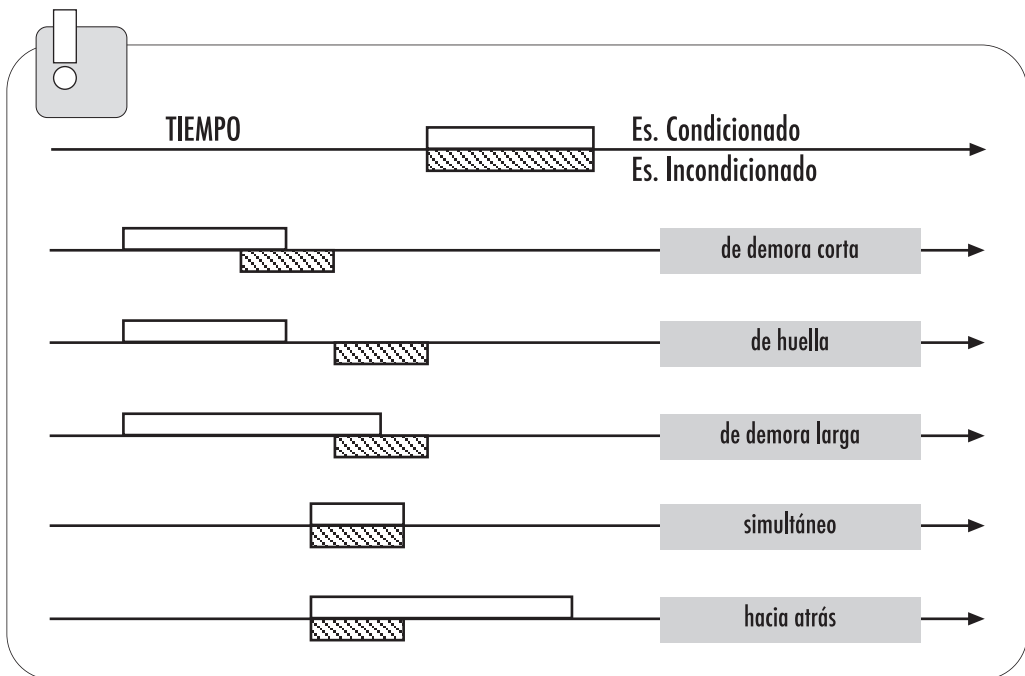 TIEMPO
Es. Condicionado
Es. Incondicionado
de demora corta
de huella
de demora larga
simultáneo
hacia atrás